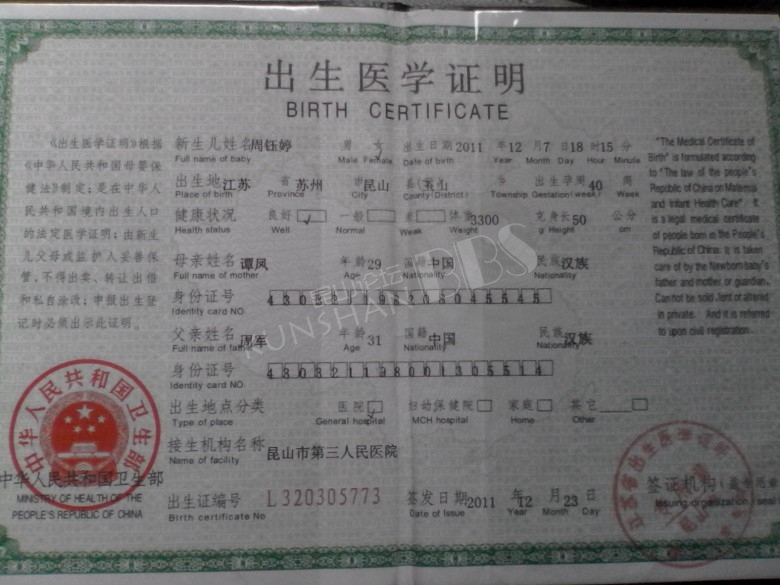 出生医学证明
BIRTH CERTIFICATE
《出生医学证明》根据
《中华人民共和国母婴保
健法》制定；是在中华人
民共和国境内出生人口
的法定医学证明；由新生
儿父母或监护人妥善保
管，不得出卖、转让出借
和私自涂改；申报出生登
记时必须出示此证明。
新生儿姓名 周钰婷 男 女 出生日期 2011 年 12 月 7 日 18 时 15 分
Full name of baby Male Female Date of birth Year Month Day Hour Minute
出生地 江苏 省 苏州 市 昆山 县(区) 玉山 乡 出生孕周 40 周
Place of birth Province City County (District) Township Gestation (week) Week
健康状况 良好 ✓ 一般 差 体重 3300 克 身长 50 公分
Health status Well Normal Weak Weight g Height cm
母亲姓名 谭凤 年龄 29 国籍 中国 民族 汉族
Full name of mother Age Nationality Nationality
身份证号 430321198206045545
Identity card NO.
父亲姓名 周军 年龄 31 国籍 中国 民族 汉族
Full name of father Age Nationality Nationality
身份证号 430321198001305514
Identity card NO.
出生地点分类 医院 ✓ 妇幼保健院 家庭 其它
Type of place General hospital MCH hospital Home Other
接生机构名称 昆山市第三人民医院
Name of facility
出生证编号 L320305773 签发日期 2011 年 12 月 23 日
Birth certificate No Date of Issue Year Month Day
"The Medical Certificate of
Birth" is formulated according
to "The law of the people's
Republic of China on Maternal
and Infant Health Care". It
is a legal medical certificate
of people born in the People's
Republic of China. It is taken
care of by the Newborn baby's
father and mother or guardian.
Can not be sold ,lent or altered
in private. And it is referred
to upon civil registration.
中华人民共和国卫生部
中华人民共和国卫生部
MINISTRY OF HEALTH OF THE
PEOPLE'S REPUBLIC OF CHINA
签证机构
Issuing organization
昆山论坛
KUNSHAN BBS